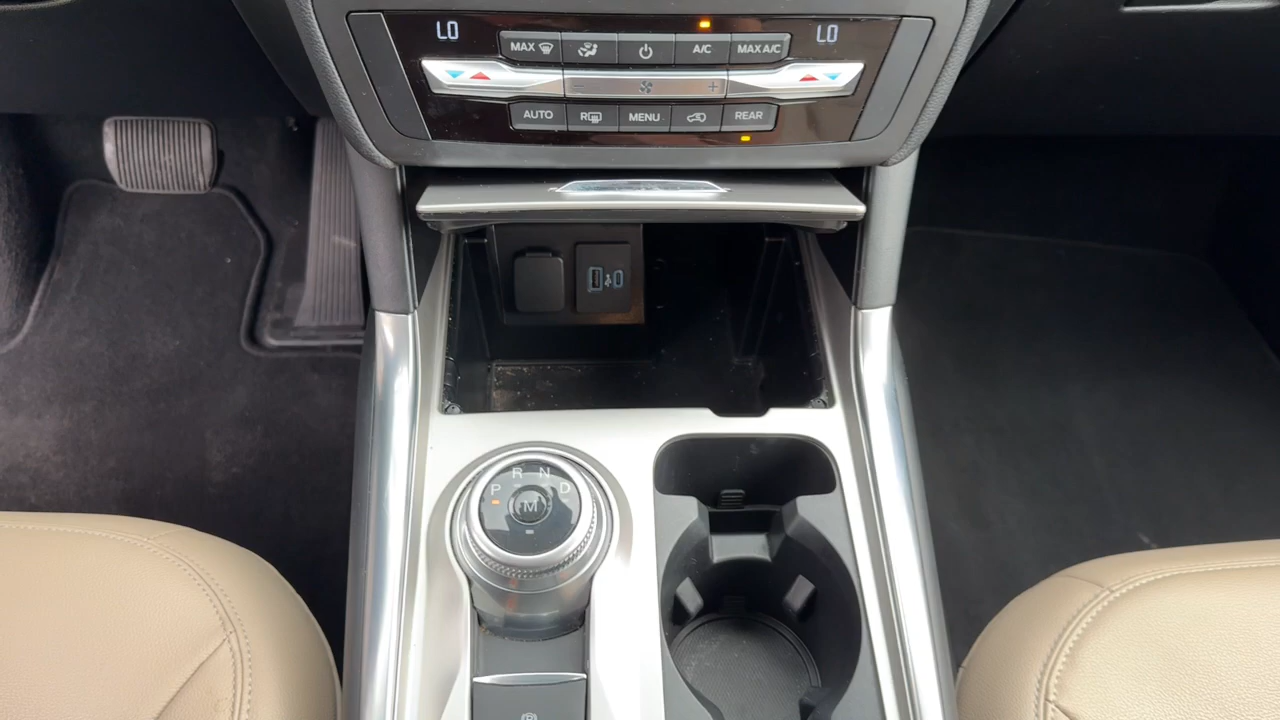 LO LO
MAX A/C MAX A/C
− +
AUTO R MENU REAR
R N
P D
M